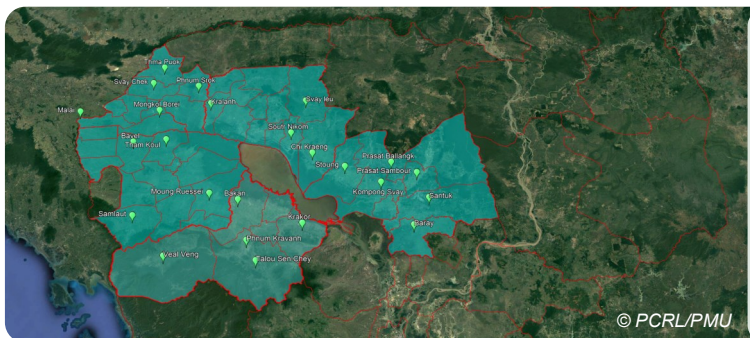 Thma Puok
Svay Chek
Phnum Srok
Malai
Mongkol Borei
Kralanh
Svay leu
Bavel
Tham Koul
Soutr Nikom
Chi Kraeng
Stoung
Prasat Ballangk
Prasat Sambour
Moung Ruessei
Bakan
Kompong Svay
Santuk
Samlaut
Krakor
Baray
Phnum Kravanh
Veal Veng
Talou Sen Chey
© PCRL/PMU